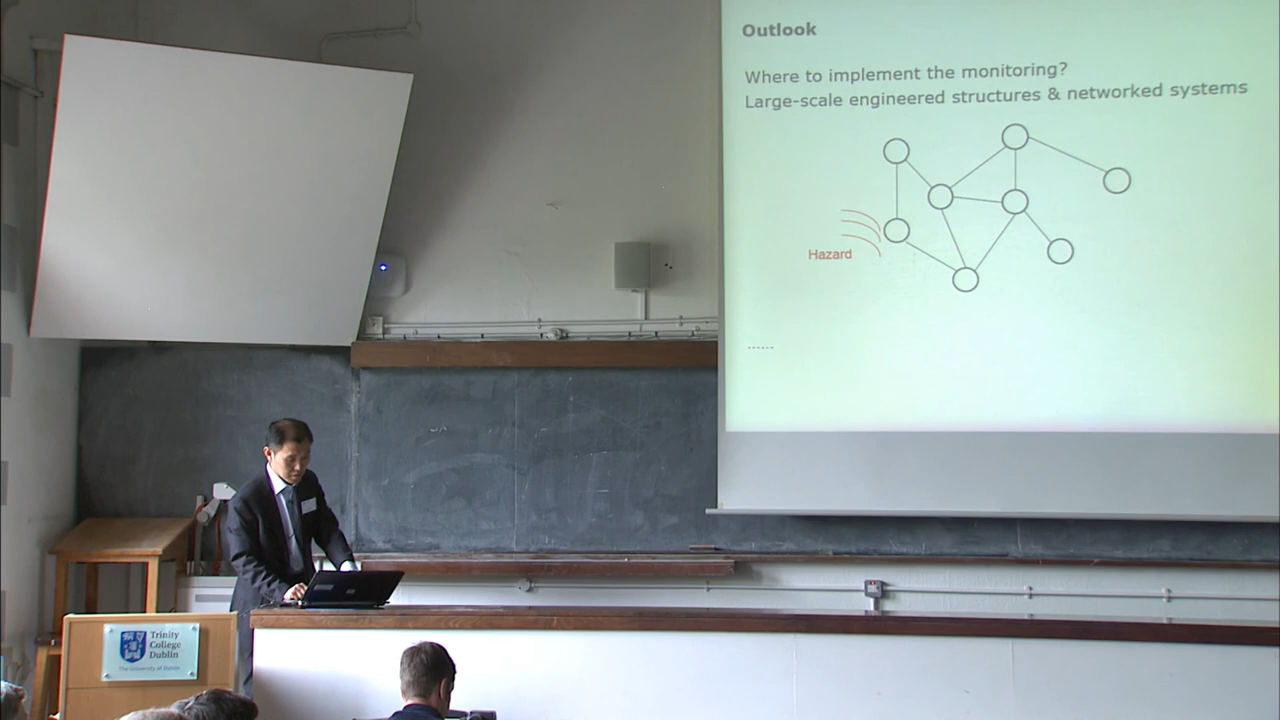 Outlook
Where to implement the monitoring?
Large-scale engineered structures & networked systems
Hazard
......
Trinity
College
Dublin
The University of Dublin